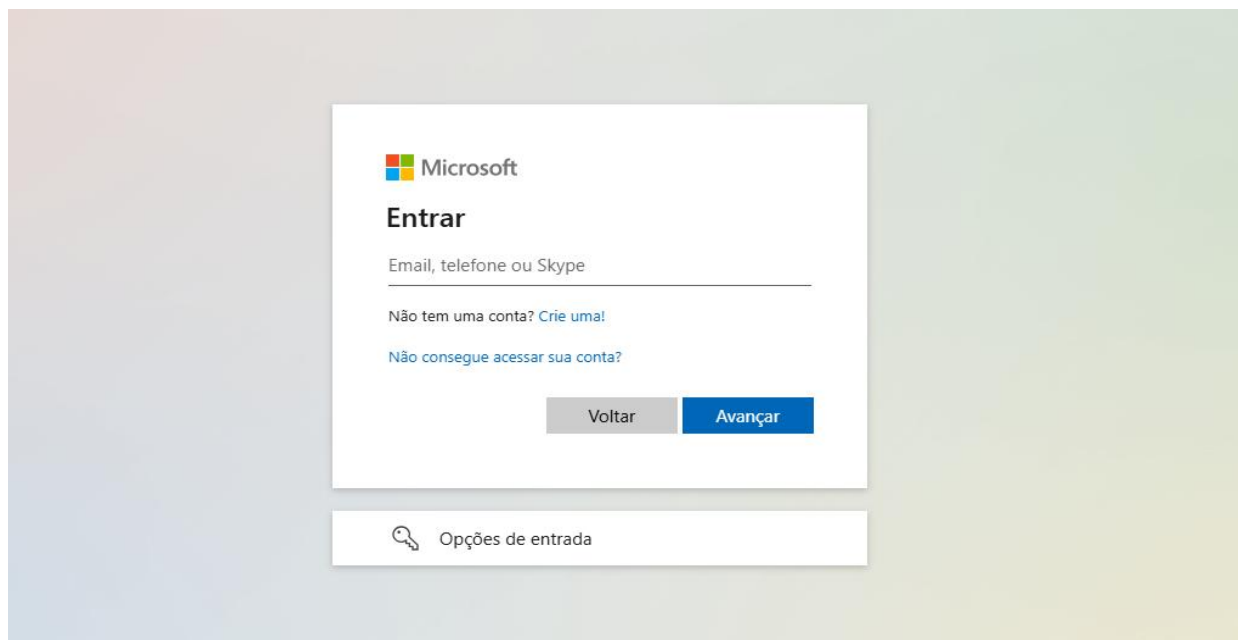 Microsoft
Entrar
Email, telefone ou Skype
Não tem uma conta? Crie uma!
Não consegue acessar sua conta?
Voltar Avançar
Opções de entrada